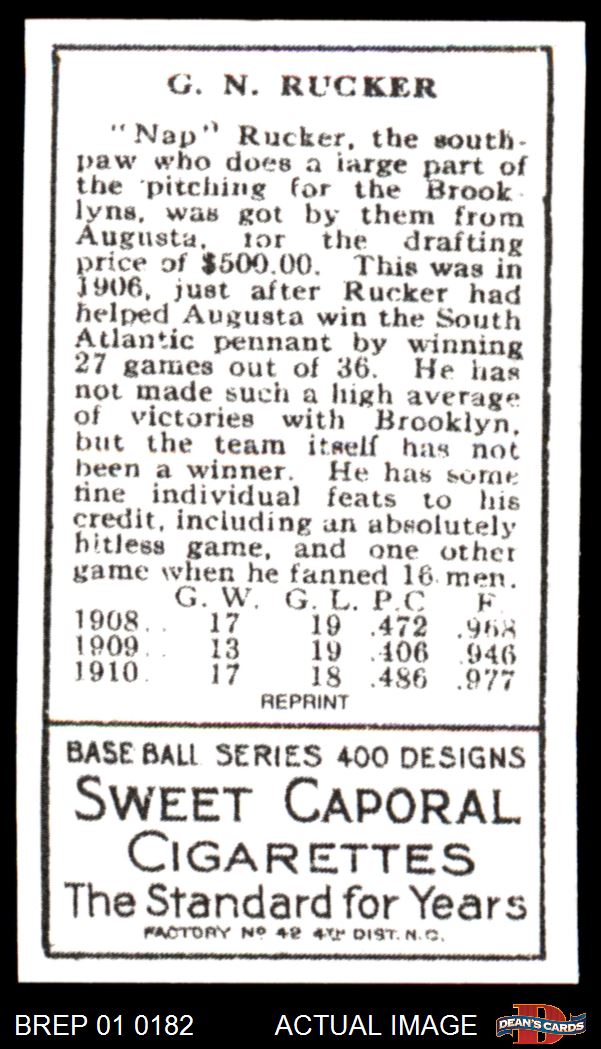 G. N. RUCKER
"Nap" Rucker, the south-
paw who does a large part of
the pitching for the Brook-
lyns, was got by them from
Augusta, for the drafting
price of $500.00. This was in
1906, just after Rucker had
helped Augusta win the South
Atlantic pennant by winning
27 games out of 36. He has
not made such a high average
of victories with Brooklyn,
but the team itself has not
been a winner. He has some
fine individual feats to his
credit, including an absolutely
hitless game, and one other
game when he fanned 16 men.
G. W. G. L. P.C F.
1908.. 17 19 .472 .968
1909.. 13 19 .406 .946
1910. 17 18 .486 .977
REPRINT
BASE BALL SERIES 400 DESIGNS
SWEET CAPORAL
CIGARETTES
The Standard for Years
FACTORY No 42 4TH DIST. N.C.
BREP 01 0182 ACTUAL IMAGE DEAN'S CARDS